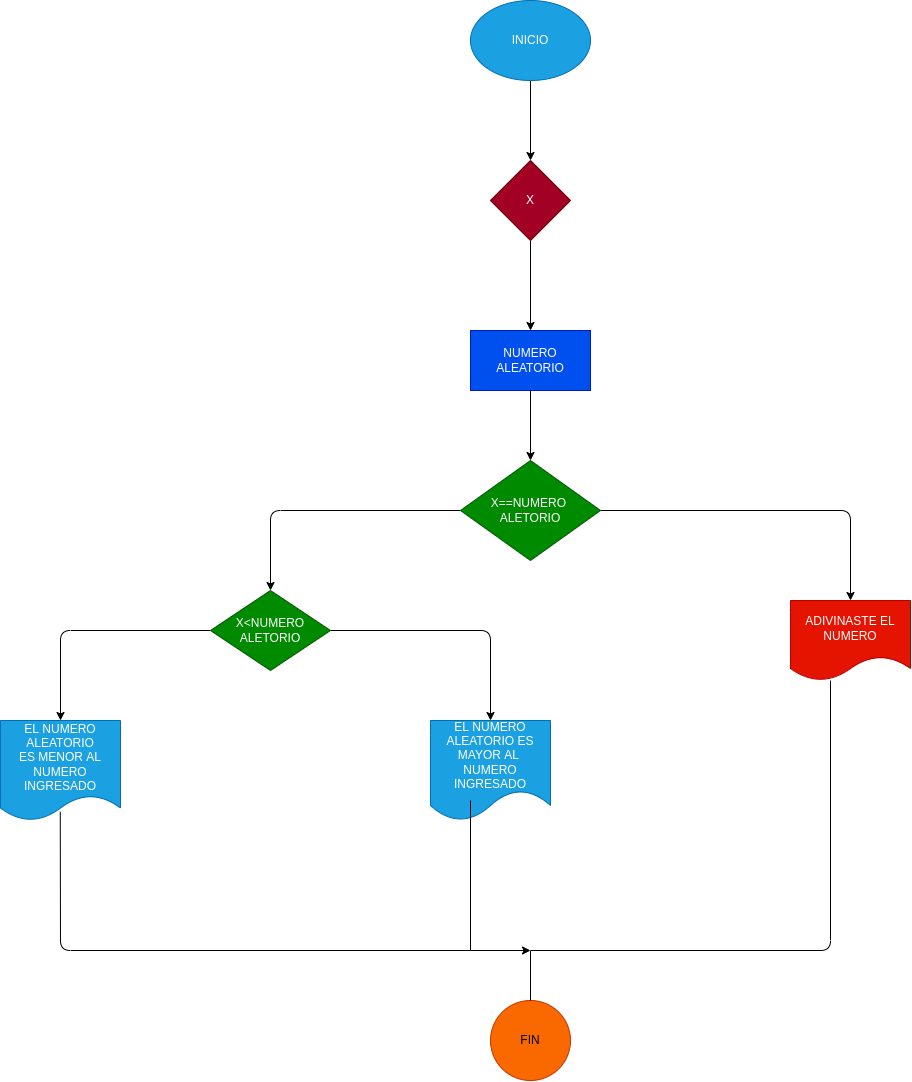 INICIO
X
NUMERO
ALEATORIO
X==NUMERO
ALETORIO
X<NUMERO
ALETORIO
ADIVINASTE EL
NUMERO
EL NUMERO
ALEATORIO
ES MENOR AL
NUMERO
INGRESADO
EL NUMERO
ALEATORIO ES
MAYOR AL
NUMERO
INGRESADO
FIN